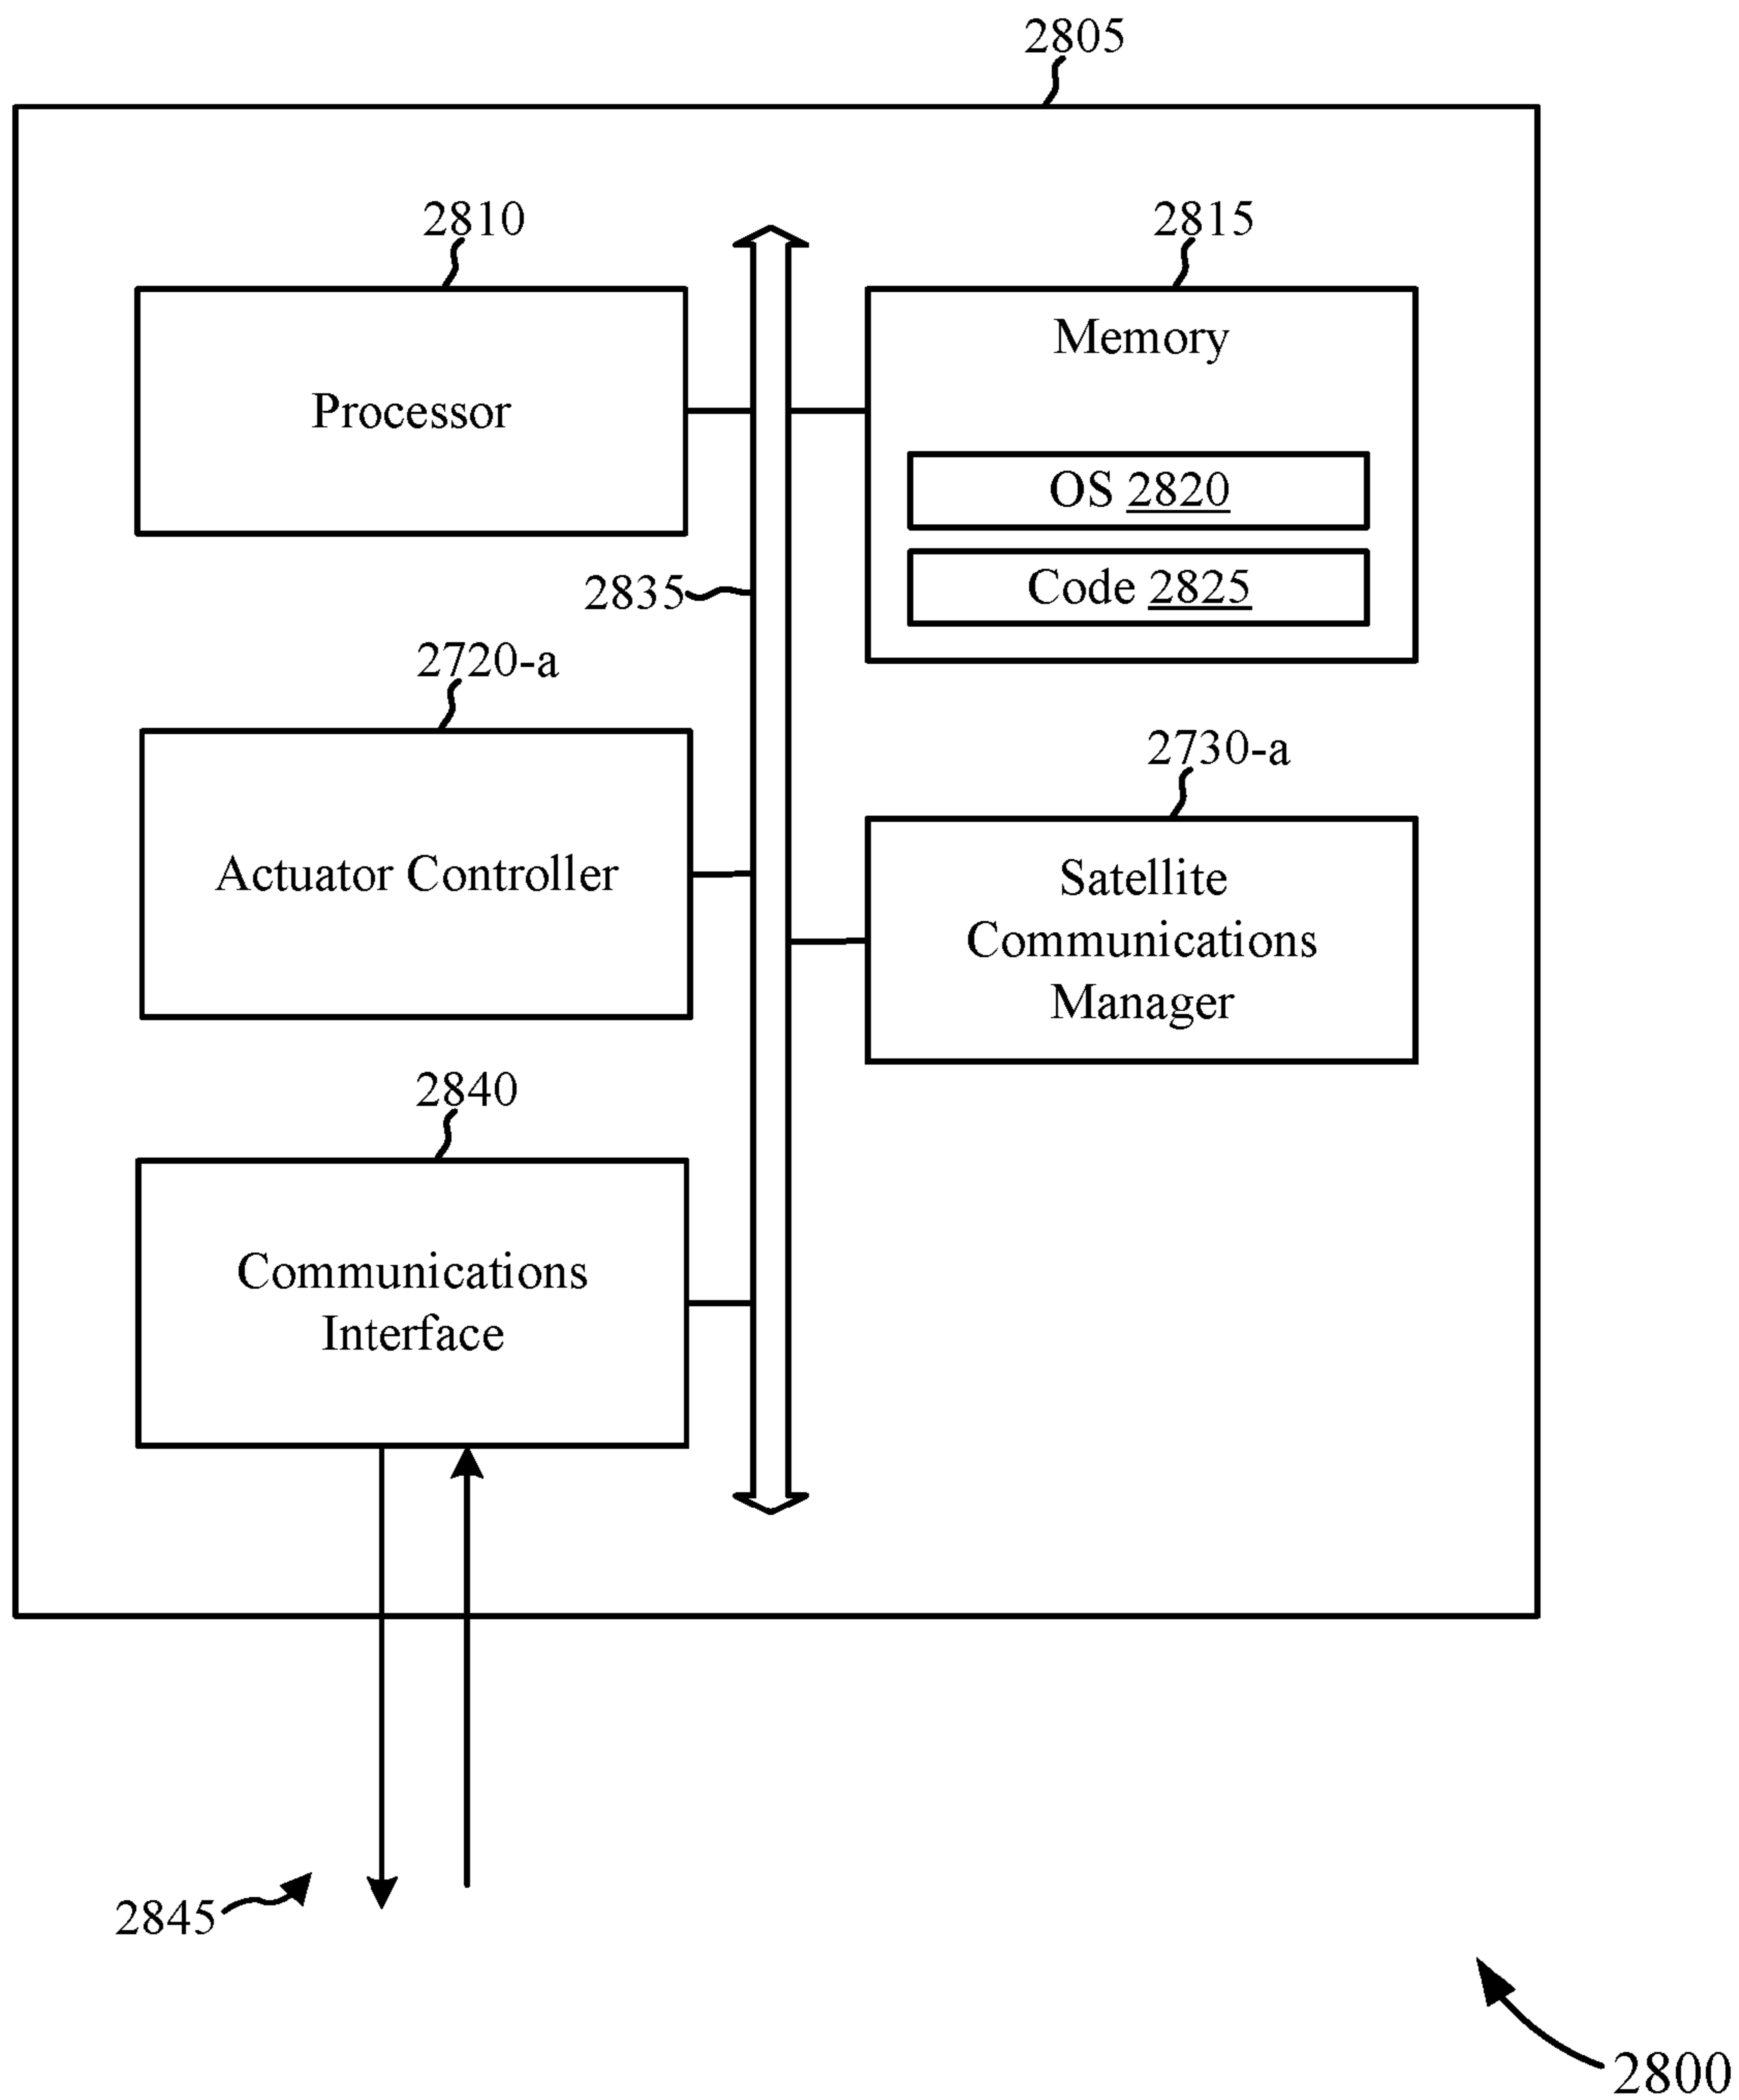 2805
2810
2815
Processor
Memory
OS 2820
Code 2825
2835
2720-a
2730-a
Actuator Controller
Satellite
Communications
Manager
2840
Communications
Interface
2845
2800